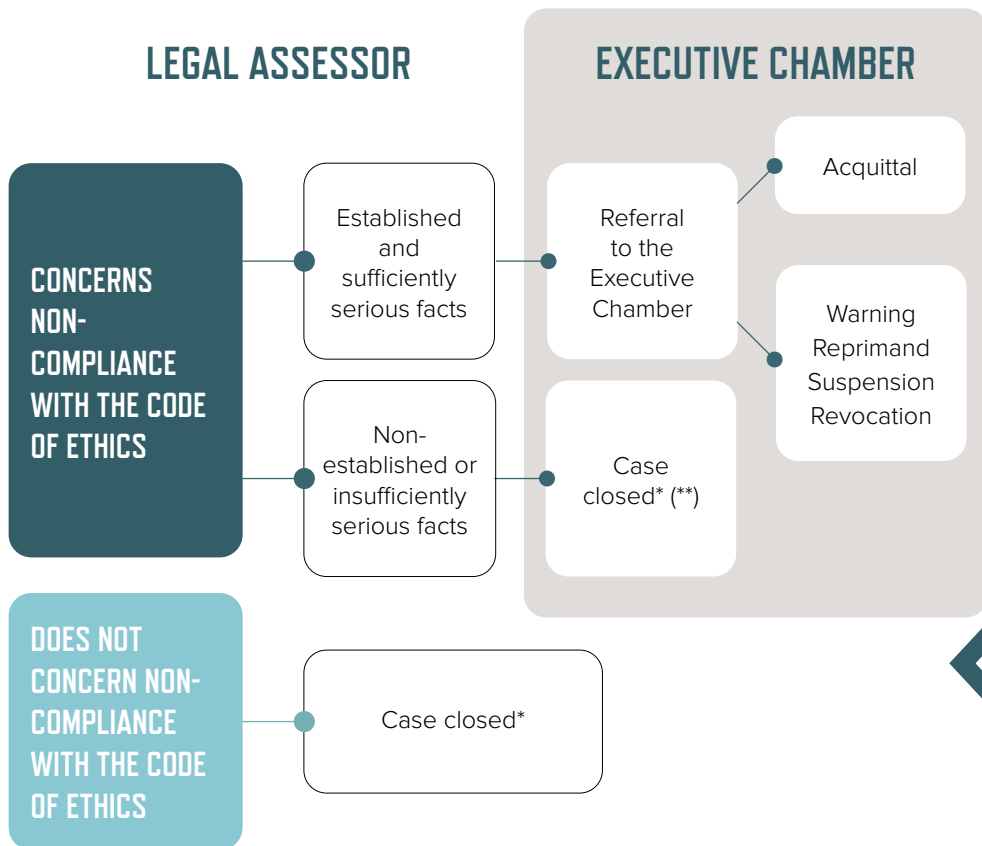 LEGAL ASSESSOR
EXECUTIVE CHAMBER
CONCERNS
NON-
COMPLIANCE
WITH THE CODE
OF ETHICS
Established
and
sufficiently
serious facts
Referral
to the
Executive
Chamber
Acquittal
Warning
Reprimand
Suspension
Revocation
Non-
established or
insufficiently
serious facts
Case
closed* (**)
DOES NOT
CONCERN NON-
COMPLIANCE
WITH THE CODE
OF ETHICS
Case closed*